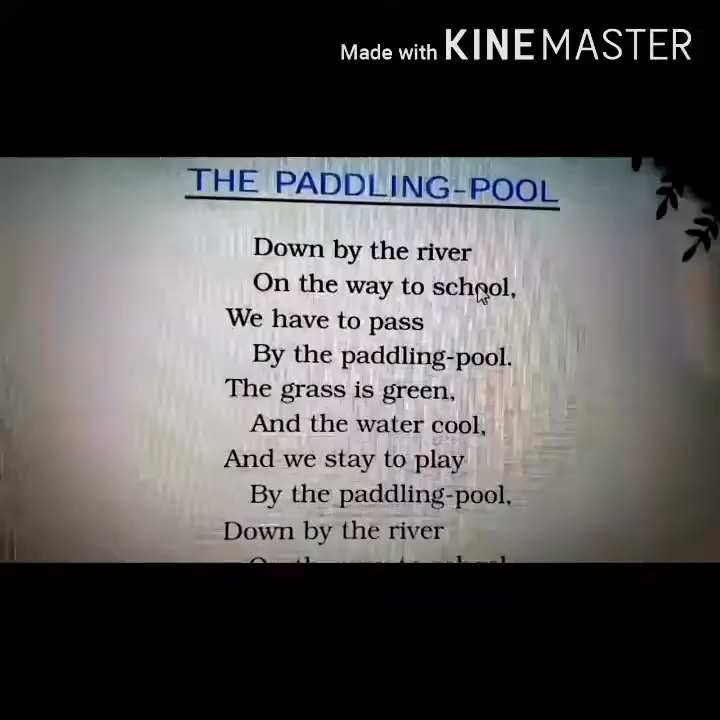 Made with KINEMASTER
THE PADDLING-POOL
Down by the river
On the way to school,
We have to pass
By the paddling-pool.
The grass is green,
And the water cool,
And we stay to play
By the paddling-pool,
Down by the river